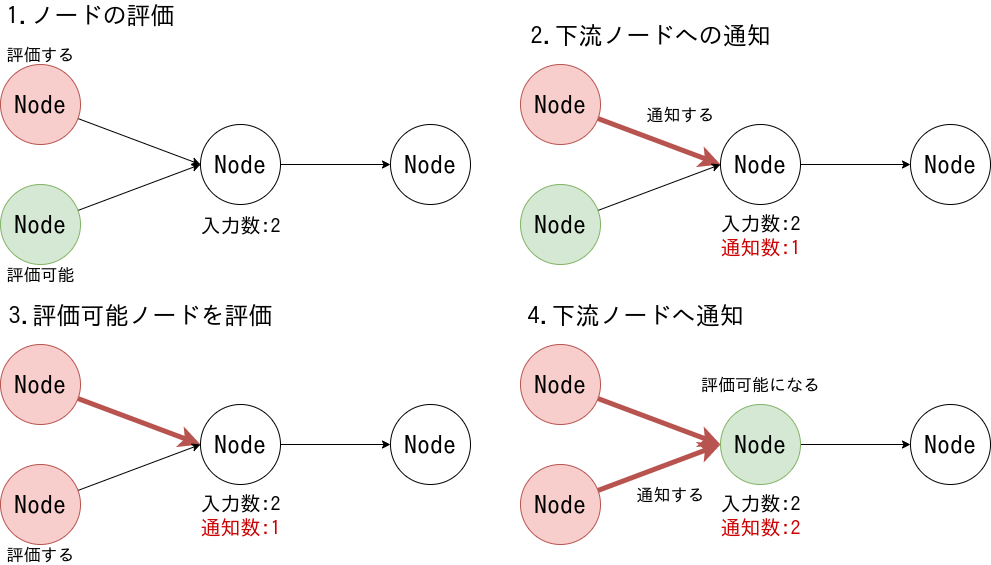 1.ノードの評価
評価する
Node
Node
Node
Node
入力数:2
評価可能
2.下流ノードへの通知
Node
通知する
Node
Node
Node
入力数:2
通知数:1
3.評価可能ノードを評価
Node
Node
Node
Node
入力数:2
通知数:1
評価する
4.下流ノードへ通知
Node
評価可能になる
Node
Node
Node
通知する
入力数:2
通知数:2